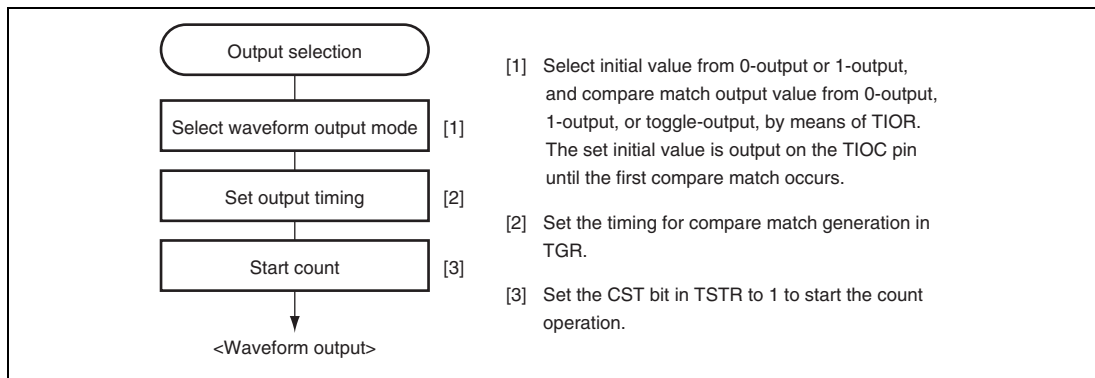 Output selection
Select waveform output mode [1]
Set output timing [2]
Start count [3]
<Waveform output>
[1] Select initial value from 0-output or 1-output,
and compare match output value from 0-output,
1-output, or toggle-output, by means of TIOR.
The set initial value is output on the TIOC pin
until the first compare match occurs.
[2] Set the timing for compare match generation in
TGR.
[3] Set the CST bit in TSTR to 1 to start the count
operation.